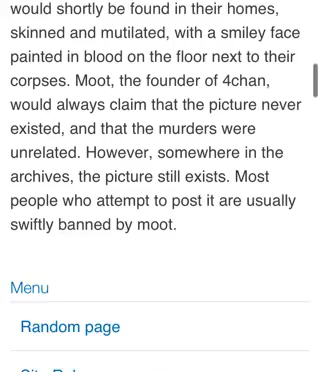 would shortly be found in their homes,
skinned and mutilated, with a smiley face
painted in blood on the floor next to their
corpses. Moot, the founder of 4chan,
would always claim that the picture never
existed, and that the murders were
unrelated. However, somewhere in the
archives, the picture still exists. Most
people who attempt to post it are usually
swiftly banned by moot.
Menu
Random page